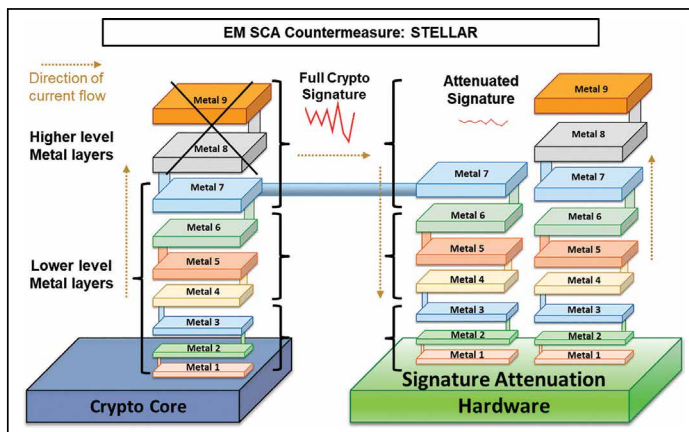 EM SCA Countermeasure: STELLAR
Direction of
current flow
Higher level
Metal layers
Lower level
Metal layers
Full Crypto
Signature
Attenuated
Signature
Metal 9
Metal 8
Metal 7
Metal 6
Metal 5
Metal 4
Metal 3
Metal 2
Metal 1
Crypto Core
Metal 7
Metal 6
Metal 5
Metal 4
Metal 3
Metal 2
Metal 1
Metal 9
Metal 8
Metal 7
Metal 6
Metal 5
Metal 4
Metal 3
Metal 2
Metal 1
Signature Attenuation
Hardware